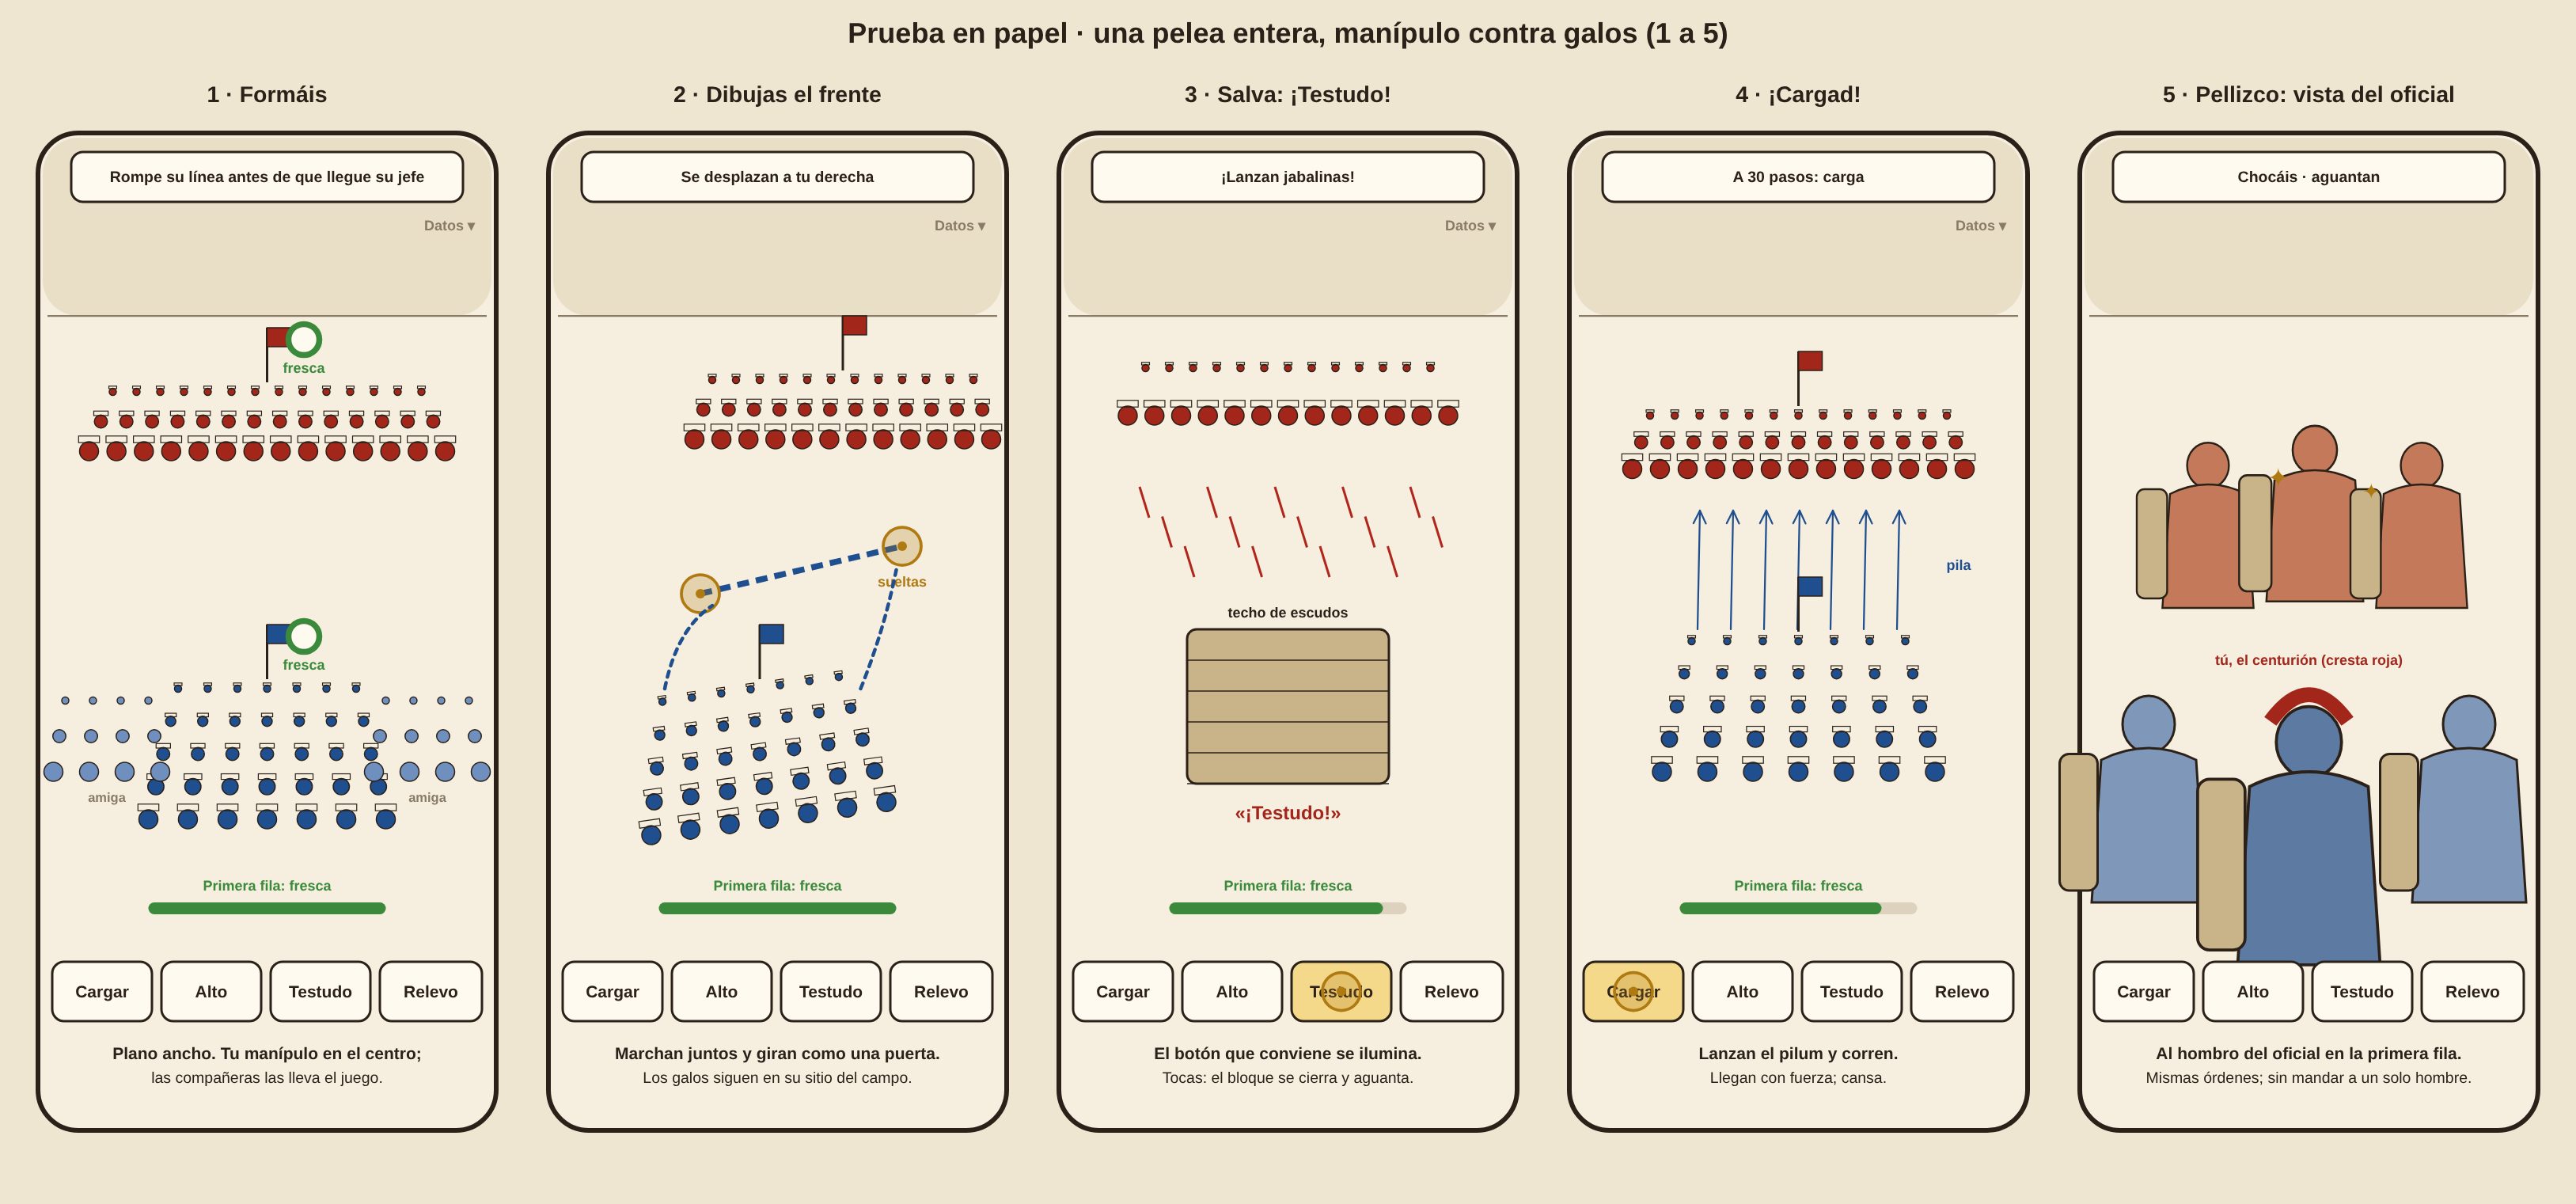 Prueba en papel · una pelea entera, manípulo contra galos (1 a 5)
1 · Formáis
Rompe su línea antes de que llegue su jefe
Datos ▾
fresca
fresca
amiga
amiga
Primera fila: fresca
Cargar
Alto
Testudo
Relevo
Plano ancho. Tu manípulo en el centro;
las compañeras las lleva el juego.
2 · Dibujas el frente
Se desplazan a tu derecha
Datos ▾
sueltas
Primera fila: fresca
Cargar
Alto
Testudo
Relevo
Marchan juntos y giran como una puerta.
Los galos siguen en su sitio del campo.
3 · Salva: ¡Testudo!
¡Lanzan jabalinas!
Datos ▾
techo de escudos
«¡Testudo!»
Primera fila: fresca
Cargar
Alto
Testudo
Relevo
El botón que conviene se ilumina.
Tocas: el bloque se cierra y aguanta.
4 · ¡Cargad!
A 30 pasos: carga
Datos ▾
pila
Primera fila: fresca
Cargar
Alto
Testudo
Relevo
Lanzan el pilum y corren.
Llegan con fuerza; cansa.
5 · Pellizco: vista del oficial
Chocáis · aguantan
tú, el centurión (cresta roja)
Cargar
Alto
Testudo
Relevo
Al hombro del oficial en la primera fila.
Mismas órdenes; sin mandar a un solo hombre.